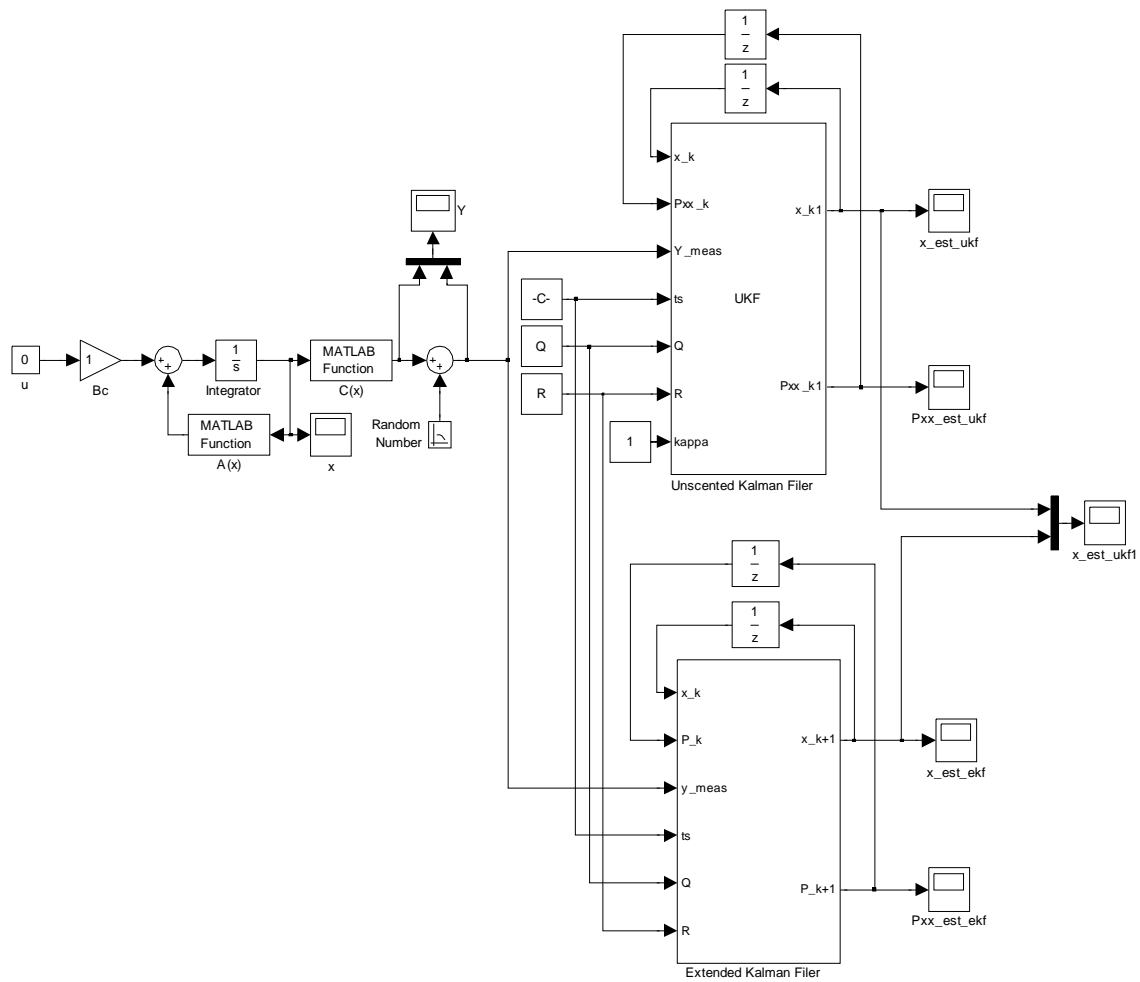 1
z
1
z
x_k
Pxx_k
Y_meas
ts
Q
R
kappa
UKF
x_k1
Pxx_k1
Unscented Kalman Filer
x_est_ukf
Pxx_est_ukf
Y
-C-
Q
R
1
0
u
1
Bc
+
+
1
s
Integrator
MATLAB
Function
C(x)
+
+
MATLAB
Function
A(x)
x
Random
Number
x_est_ukf1
1
z
1
z
x_k
P_k
y_meas
ts
Q
R
x_k+1
P_k+1
Extended Kalman Filer
x_est_ekf
Pxx_est_ekf